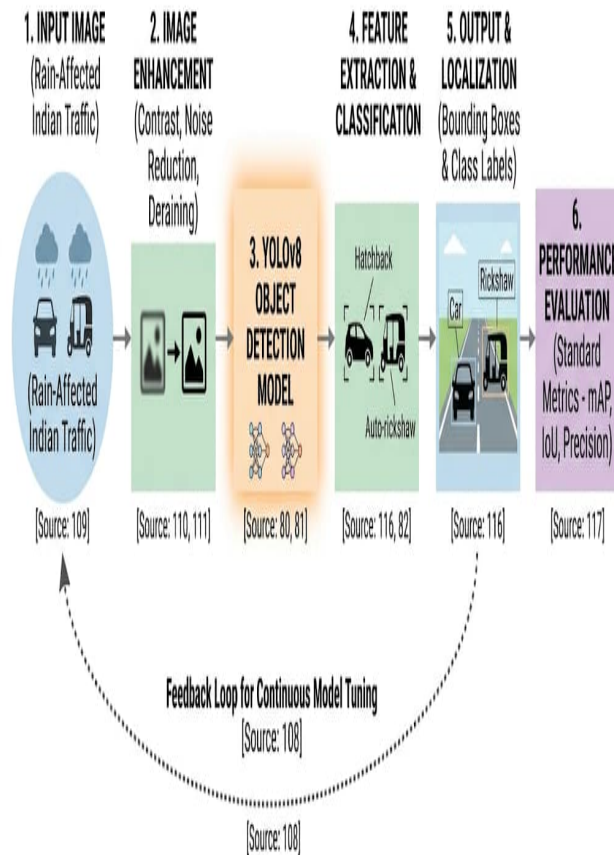 1. INPUT IMAGE
(Rain-Affected
Indian Traffic)
(Rain-Affected
Indian Traffic)
[Source: 109]
2. IMAGE
ENHANCEMENT
(Contrast, Noise
Reduction,
Deraining)
[Source: 110, 111]
3. YOLOv8
OBJECT
DETECTION
MODEL
[Source: 80, 81]
4. FEATURE
EXTRACTION &
CLASSIFICATION
Hatchback
Auto-rickshaw
[Source: 116, 82]
5. OUTPUT &
LOCALIZATION
(Bounding Boxes
& Class Labels)
Rickshaw
Car
[Source: 116]
6.
PERFORMANCE
EVALUATION
(Standard
Metrics - mAP,
IoU, Precision)
[Source: 117]
Feedback Loop for Continuous Model Tuning
[Source: 108]
[Source: 108]